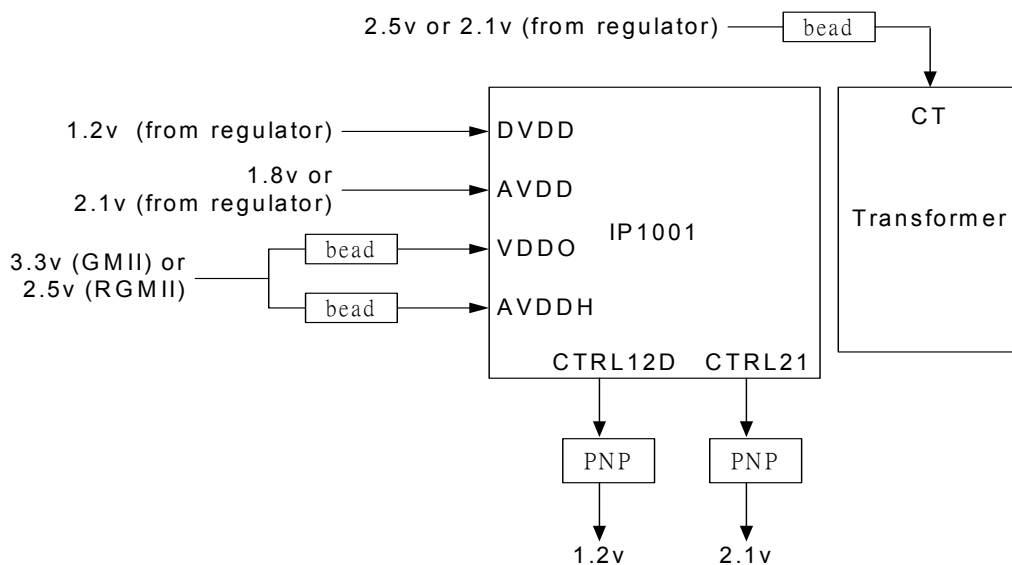 2.5v or 2.1v (from regulator)
bead
CT
1.2v (from regulator)
DVDD
1.8v or
2.1v (from regulator)
AVDD
Transformer
IP1001
bead
VDDO
3.3v (GMII) or
2.5v (RGMII)
bead
AVDDH
CTRL12D
CTRL21
PNP
PNP
1.2v
2.1v